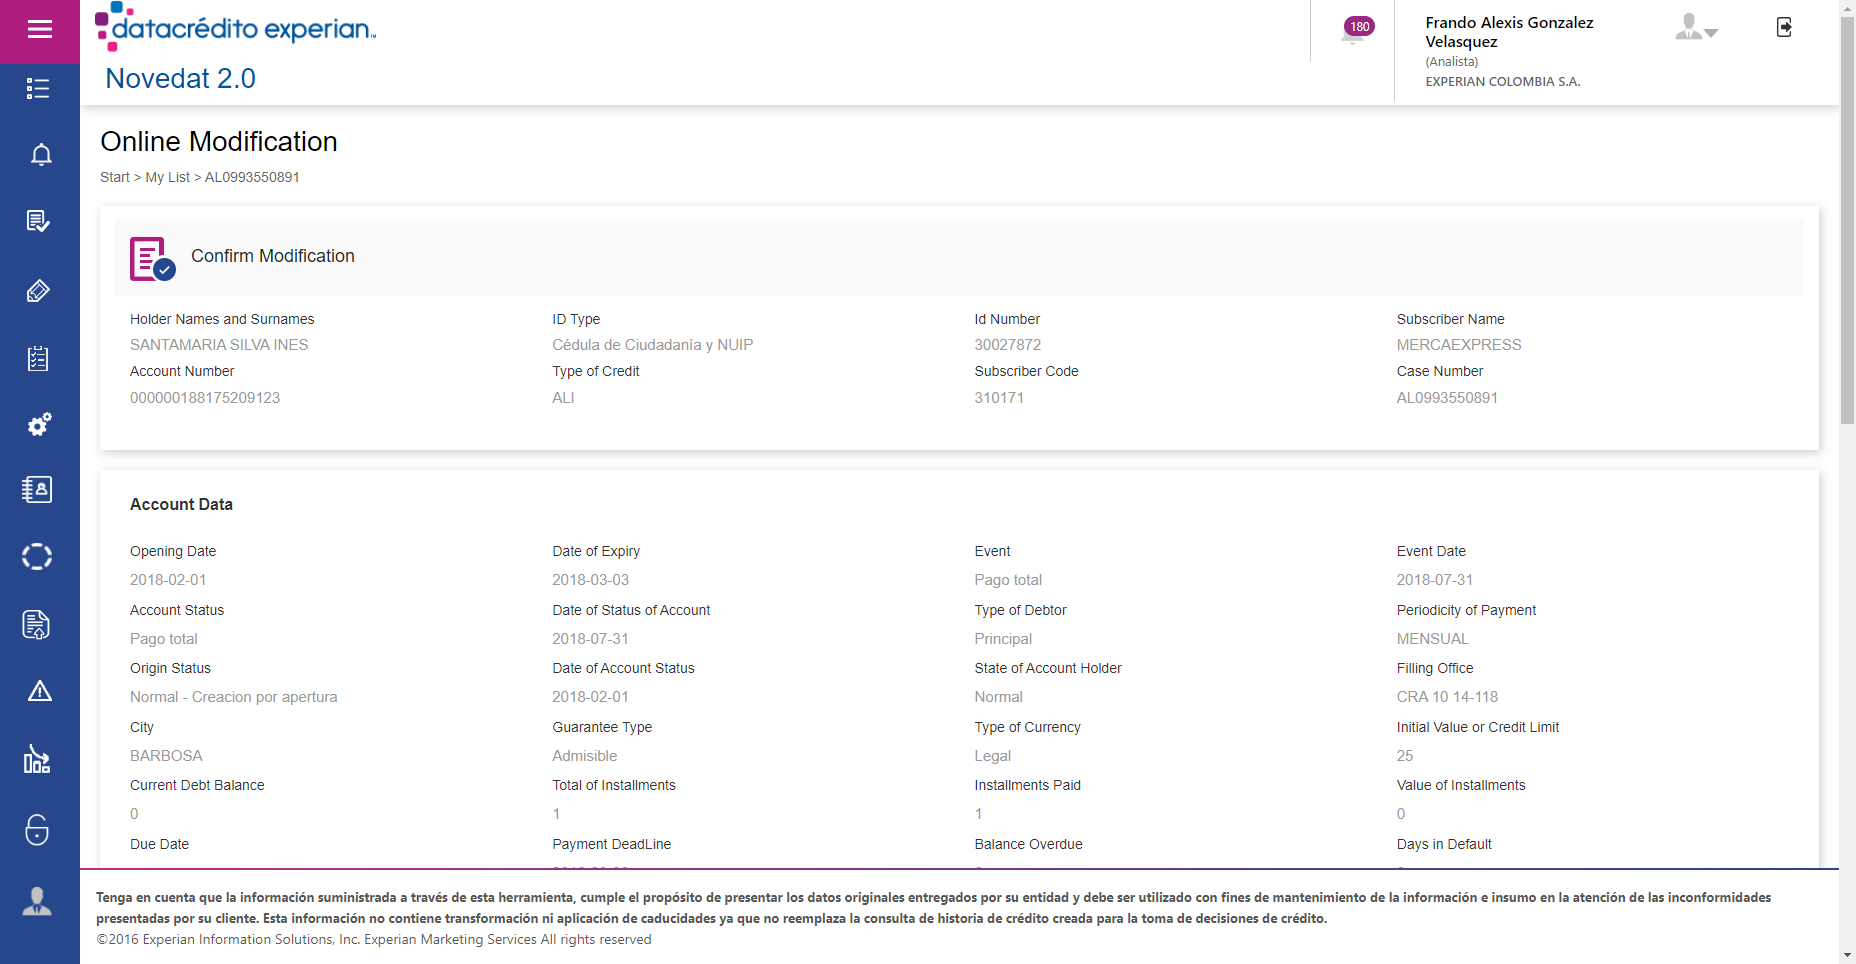 datacrédito experian™
Novedat 2.0
180
Frando Alexis Gonzalez
Velasquez
(Analista)
EXPERIAN COLOMBIA S.A.
Online Modification
Start > My List > AL0993550891
Confirm Modification
Holder Names and Surnames ID Type Id Number Subscriber Name
SANTAMARIA SILVA INES Cédula de Ciudadanía y NUIP 30027872 MERCAEXPRESS
Account Number Type of Credit Subscriber Code Case Number
000000188175209123 ALI 310171 AL0993550891
Account Data
Opening Date Date of Expiry Event Event Date
2018-02-01 2018-03-03 Pago total 2018-07-31
Account Status Date of Status of Account Type of Debtor Periodicity of Payment
Pago total 2018-07-31 Principal MENSUAL
Origin Status Date of Account Status State of Account Holder Filling Office
Normal - Creacion por apertura 2018-02-01 Normal CRA 10 14-118
City Guarantee Type Type of Currency Initial Value or Credit Limit
BARBOSA Admisible Legal 25
Current Debt Balance Total of Installments Installments Paid Value of Installments
0 1 1 0
Due Date Payment DeadLine Balance Overdue Days in Default
Tenga en cuenta que la información suministrada a través de esta herramienta, cumple el propósito de presentar los datos originales entregados por su entidad y debe ser utilizado con fines de mantenimiento de la información e insumo en la atención de las inconformidades
presentadas por su cliente. Esta información no contiene transformación ni aplicación de caducidades ya que no reemplaza la consulta de historia de crédito creada para la toma de decisiones de crédito.
©2016 Experian Information Solutions, Inc. Experian Marketing Services All rights reserved